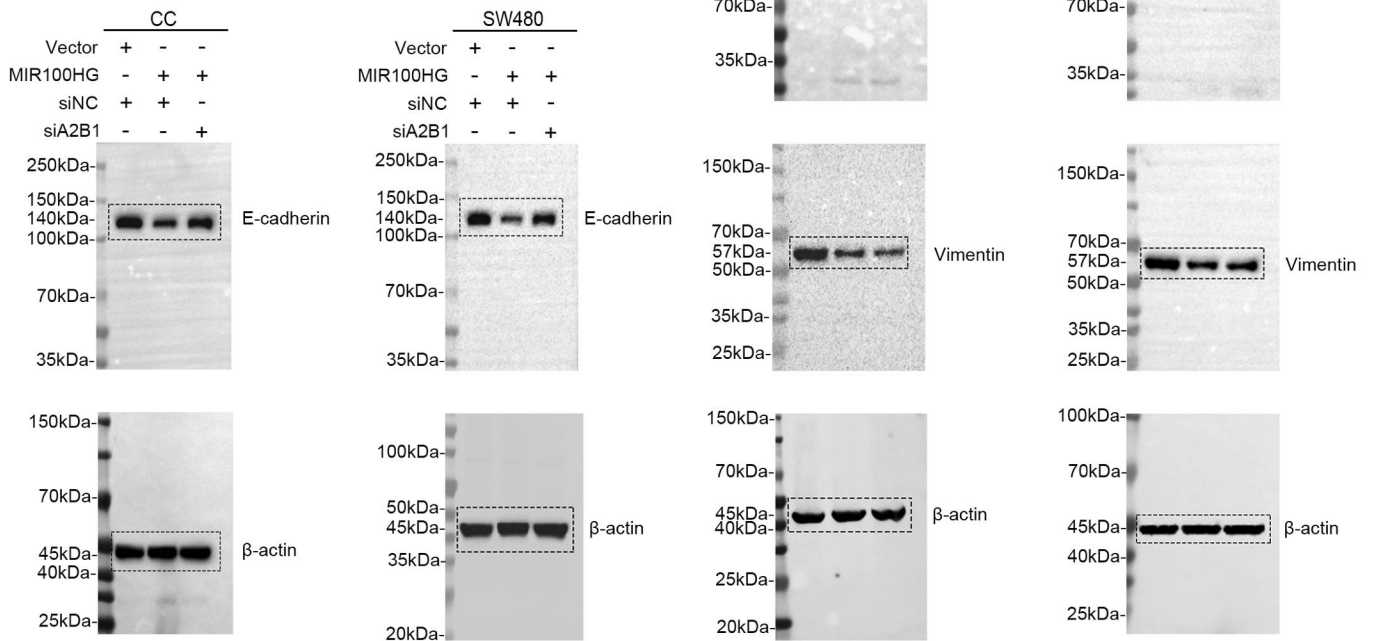 CC
Vector + - -
MIR100HG - + +
siNC + + -
siA2B1 - - +
250kDa-
150kDa-
140kDa-
100kDa-
70kDa-
35kDa-
E-cadherin
150kDa-
70kDa-
45kDa-
40kDa-
25kDa-
β-actin
SW480
Vector + - -
MIR100HG - + +
siNC + + -
siA2B1 - - +
250kDa-
150kDa-
140kDa-
100kDa-
70kDa-
35kDa-
E-cadherin
100kDa-
50kDa-
45kDa-
35kDa-
20kDa-
β-actin
70kDa-
35kDa-
150kDa-
70kDa-
57kDa-
50kDa-
35kDa-
25kDa-
Vimentin
150kDa-
70kDa-
45kDa-
40kDa-
25kDa-
20kDa-
β-actin
70kDa-
35kDa-
150kDa-
70kDa-
57kDa-
50kDa-
35kDa-
25kDa-
Vimentin
100kDa-
70kDa-
45kDa-
40kDa-
25kDa-
β-actin